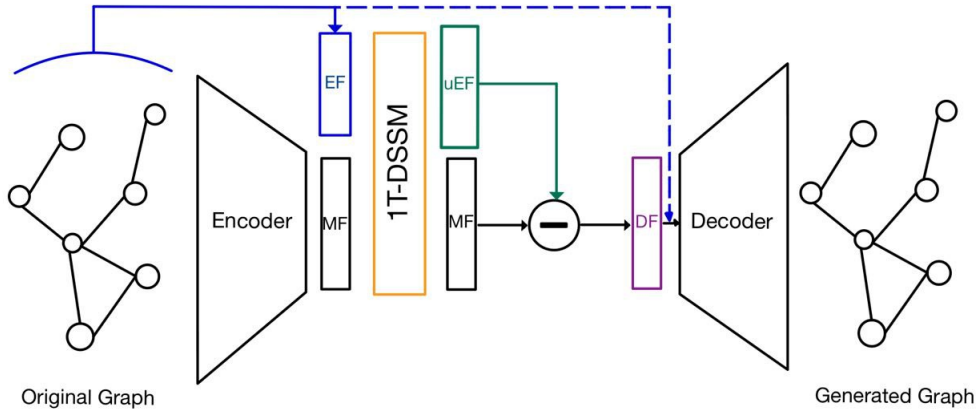 EF
uEF
1T-DSSM
Encoder
MF
MF
DF
Decoder
Original Graph
Generated Graph